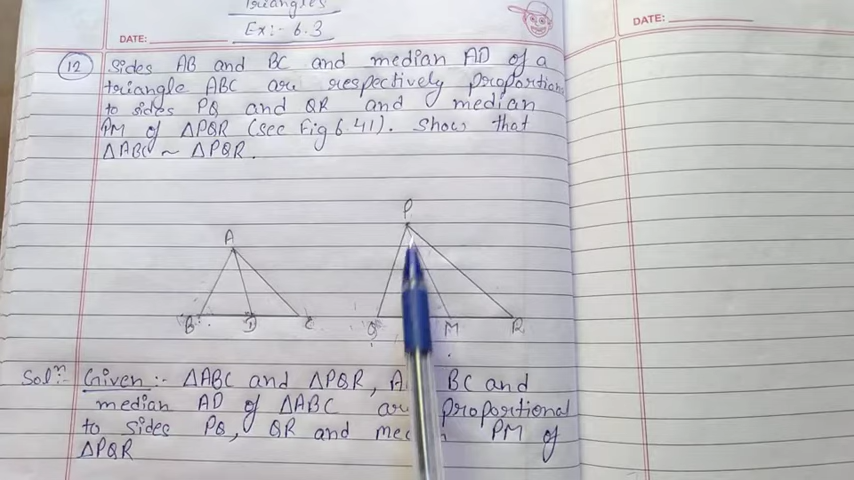 Triangles
Ex:- 6.3
DATE:
DATE:
12 Sides AB and BC and median AD of a
triangle ABC are respectively proportional
to sides PQ and QR and median
PM of ΔPQR (see Fig 6.41). Show that
ΔABC ~ ΔPQR.
P
A
B D C Q M R
Solⁿ:- Given :- ΔABC and ΔPQR, A BC and
median AD of ΔABC are proportional
to sides PQ, QR and me PM of
ΔPQR